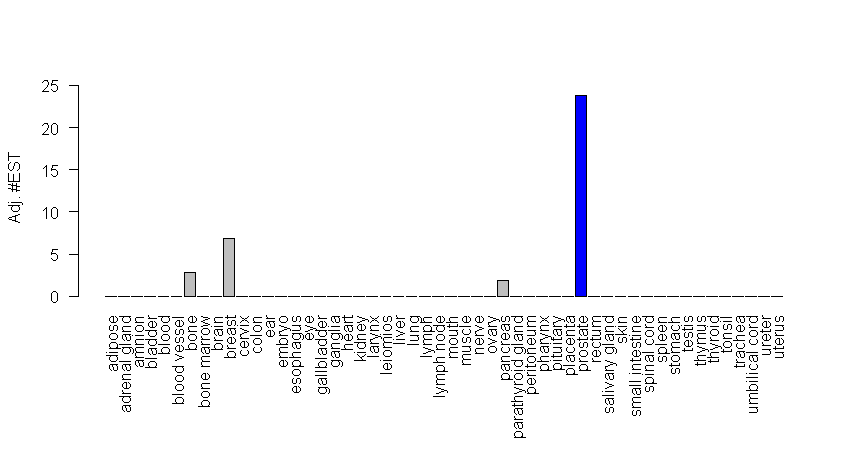 25
20
15
10
5
0
Adj. #EST
adipose
adrenal gland
amnion
bladder
blood
blood vessel
bone
bone marrow
brain
breast
cervix
colon
ear
embryo
esophagus
eye
gallbladder
ganglia
heart
kidney
larynx
leiomios
liver
lung
lymph
lymph node
mouth
muscle
nerve
ovary
pancreas
parathyroid gland
peritoneum
pharynx
pituitary
placenta
prostate
rectum
salivary gland
skin
small intestine
spinal cord
spleen
stomach
testis
thymus
thyroid
tonsil
trachea
umbilical cord
ureter
uterus